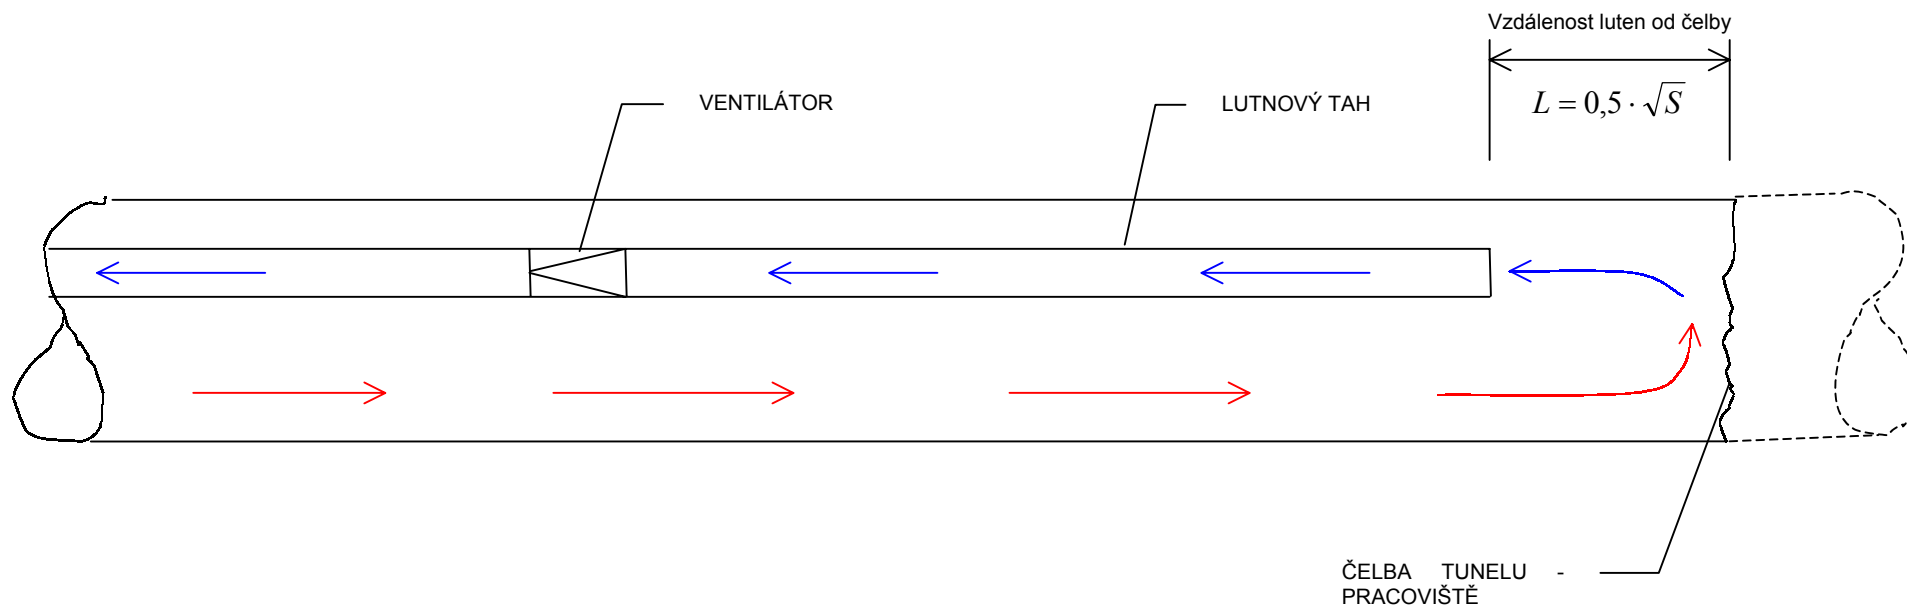 Vzdálenost luten od čelby
L = 0,5 · √S
VENTILÁTOR
LUTNOVÝ TAH
ČELBA TUNELU -
PRACOVIŠTĚ